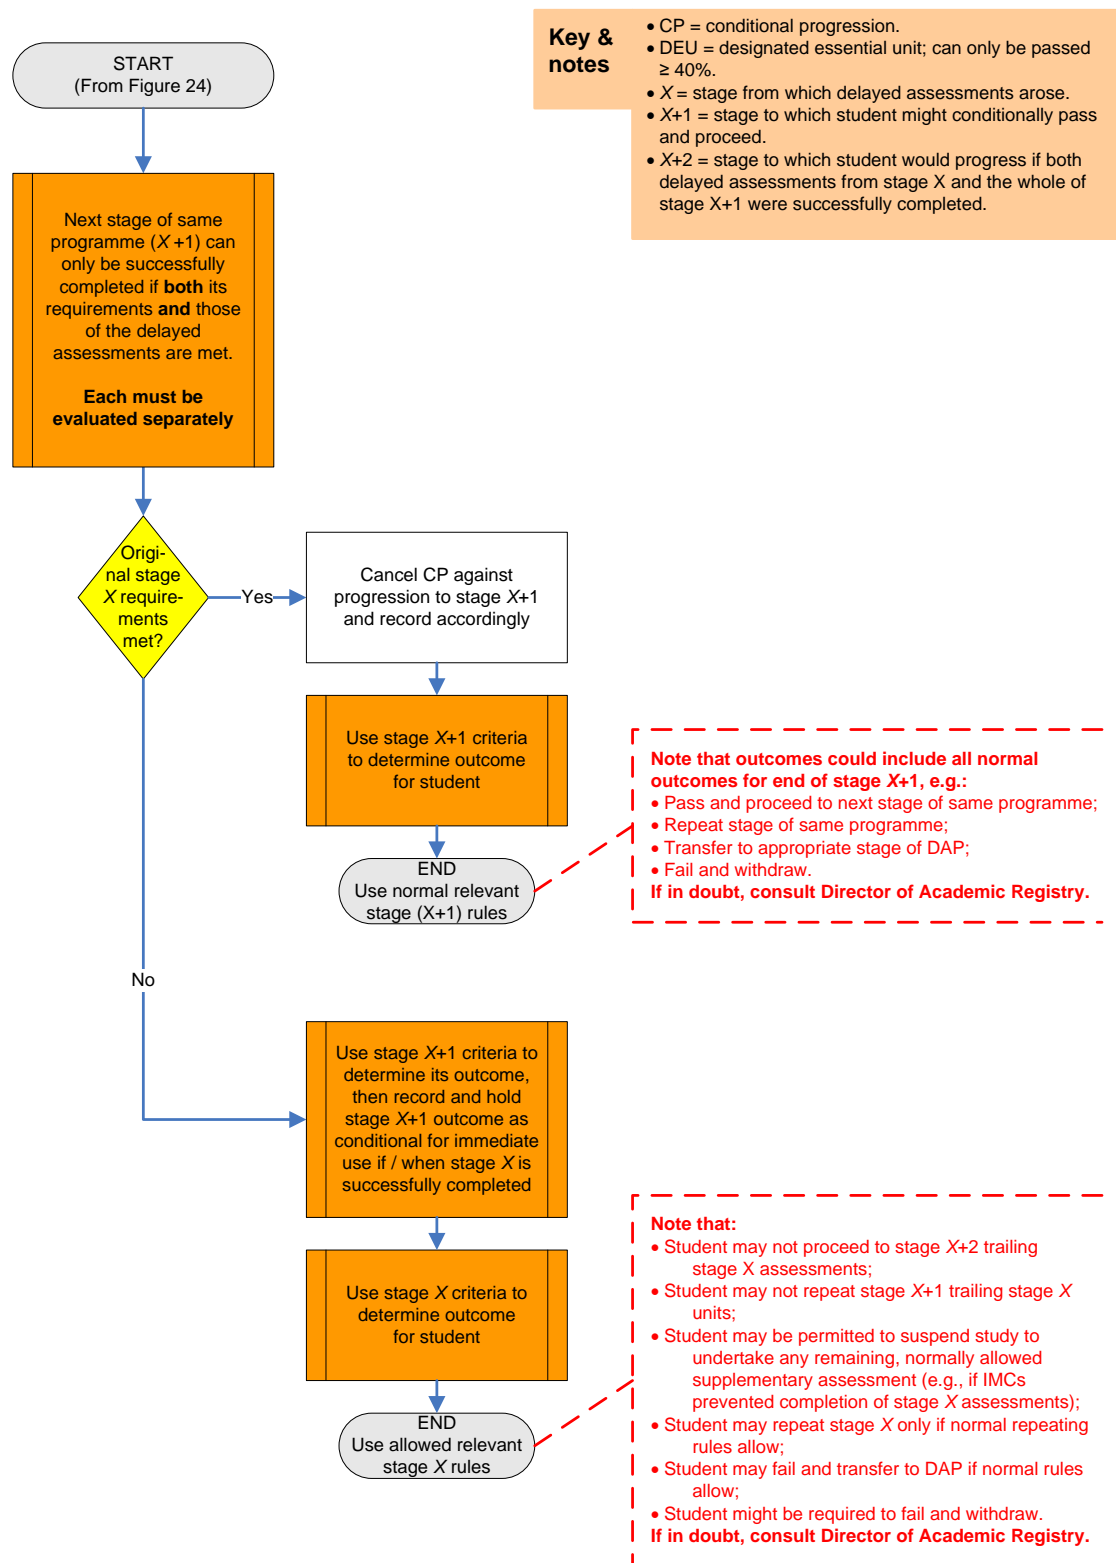 START
(From Figure 24)
Key &
notes
• CP = conditional progression.
• DEU = designated essential unit; can only be passed
≥ 40%.
• X = stage from which delayed assessments arose.
• X+1 = stage to which student might conditionally pass
and proceed.
• X+2 = stage to which student would progress if both
delayed assessments from stage X and the whole of
stage X+1 were successfully completed.
Next stage of same
programme (X +1) can
only be successfully
completed if both its
requirements and those
of the delayed
assessments are met.
Each must be
evaluated separately
Origi-
nal stage
X require-
ments
met?
Yes
Cancel CP against
progression to stage X+1
and record accordingly
Use stage X+1 criteria
to determine outcome
for student
END
Use normal relevant
stage (X+1) rules
Note that outcomes could include all normal
outcomes for end of stage X+1, e.g.:
• Pass and proceed to next stage of same programme;
• Repeat stage of same programme;
• Transfer to appropriate stage of DAP;
• Fail and withdraw.
If in doubt, consult Director of Academic Registry.
No
Use stage X+1 criteria to
determine its outcome,
then record and hold
stage X+1 outcome as
conditional for immediate
use if / when stage X is
successfully completed
Use stage X criteria to
determine outcome
for student
END
Use allowed relevant
stage X rules
Note that:
• Student may not proceed to stage X+2 trailing
stage X assessments;
• Student may not repeat stage X+1 trailing stage X
units;
• Student may be permitted to suspend study to
undertake any remaining, normally allowed
supplementary assessment (e.g., if IMCs
prevented completion of stage X assessments);
• Student may repeat stage X only if normal repeating
rules allow;
• Student may fail and transfer to DAP if normal rules
allow;
• Student might be required to fail and withdraw.
If in doubt, consult Director of Academic Registry.